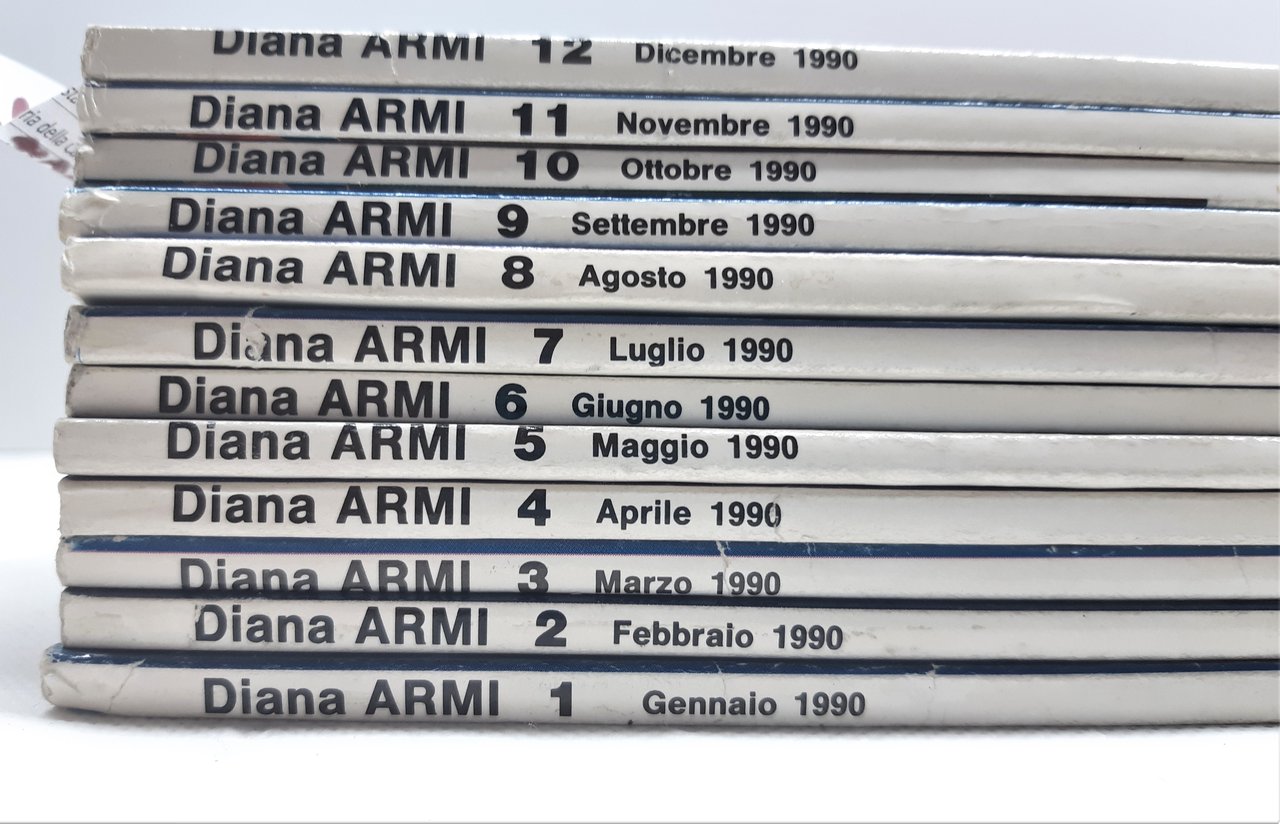 Diana ARMI 12 Dicembre 1990
Diana ARMI 11 Novembre 1990
Diana ARMI 10 Ottobre 1990
Diana ARMI 9 Settembre 1990
Diana ARMI 8 Agosto 1990
Diana ARMI 7 Luglio 1990
Diana ARMI 6 Giugno 1990
Diana ARMI 5 Maggio 1990
Diana ARMI 4 Aprile 1990
Diana ARMI 3 Marzo 1990
Diana ARMI 2 Febbraio 1990
Diana ARMI 1 Gennaio 1990
della